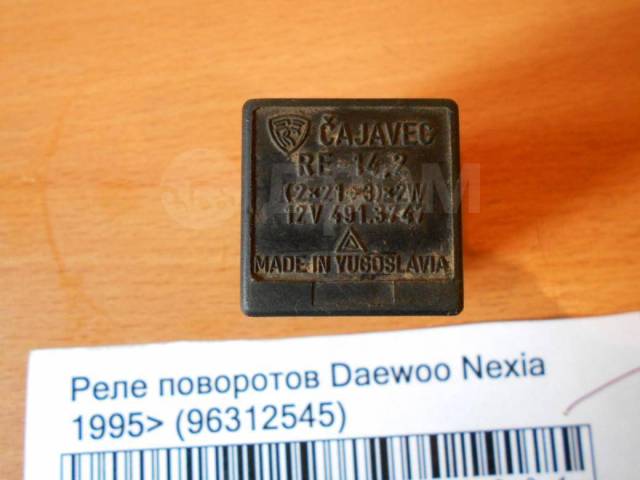 ČAJAVEC
RE-14.2
(2×21+3)×2W
12V 491.3747
MADE IN YUGOSLAVIA
Реле поворотов Daewoo Nexia
1995> (96312545)